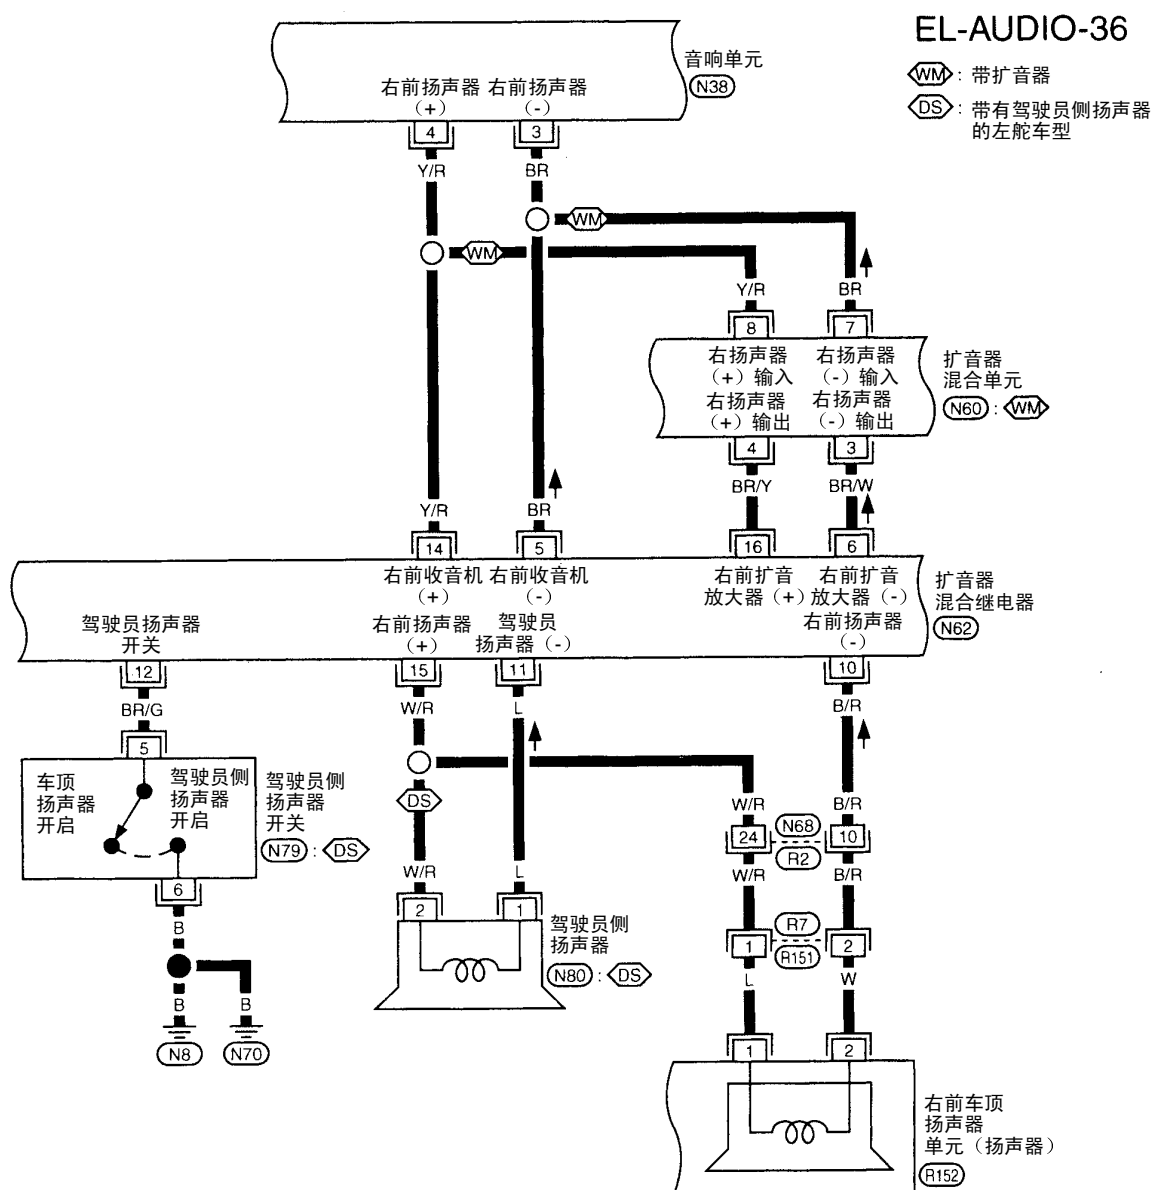 EL-AUDIO-36
WM : 带扩音器
DS : 带有驾驶员侧扬声器
的左舵车型
音响单元
N38
右前扬声器 右前扬声器
（+） (-)
4 3
Y/R BR
WM
WM
Y/R BR
8 7
右扬声器 右扬声器
（+）输入 (-) 输入
右扬声器 右扬声器
（+）输出 (-) 输出
扩音器
混合单元
N60 : WM
4 3
BR/Y BR/W
Y/R BR
14 5 16 6
右前收音机 右前收音机 右前扩音 右前扩音
(+) (-) 放大器（+） 放大器（-）
驾驶员扬声器 右前扬声器 驾驶员 右前扬声器
开关 (+) 扬声器（-） (-)
扩音器
混合继电器
N62
12 15 11 10
BR/G W/R L B/R
5
车顶
扬声器
开启
驾驶员侧
扬声器
开启
驾驶员侧
扬声器
开关
N79 : DS
6
B
B B
N8 N70
DS
W/R L
2 1
驾驶员侧
扬声器
N80 : DS
W/R B/R
24 N68 10
R2
W/R B/R
1 R7 2
R151
L W
1 2
右前车顶
扬声器
单元（扬声器）
R152